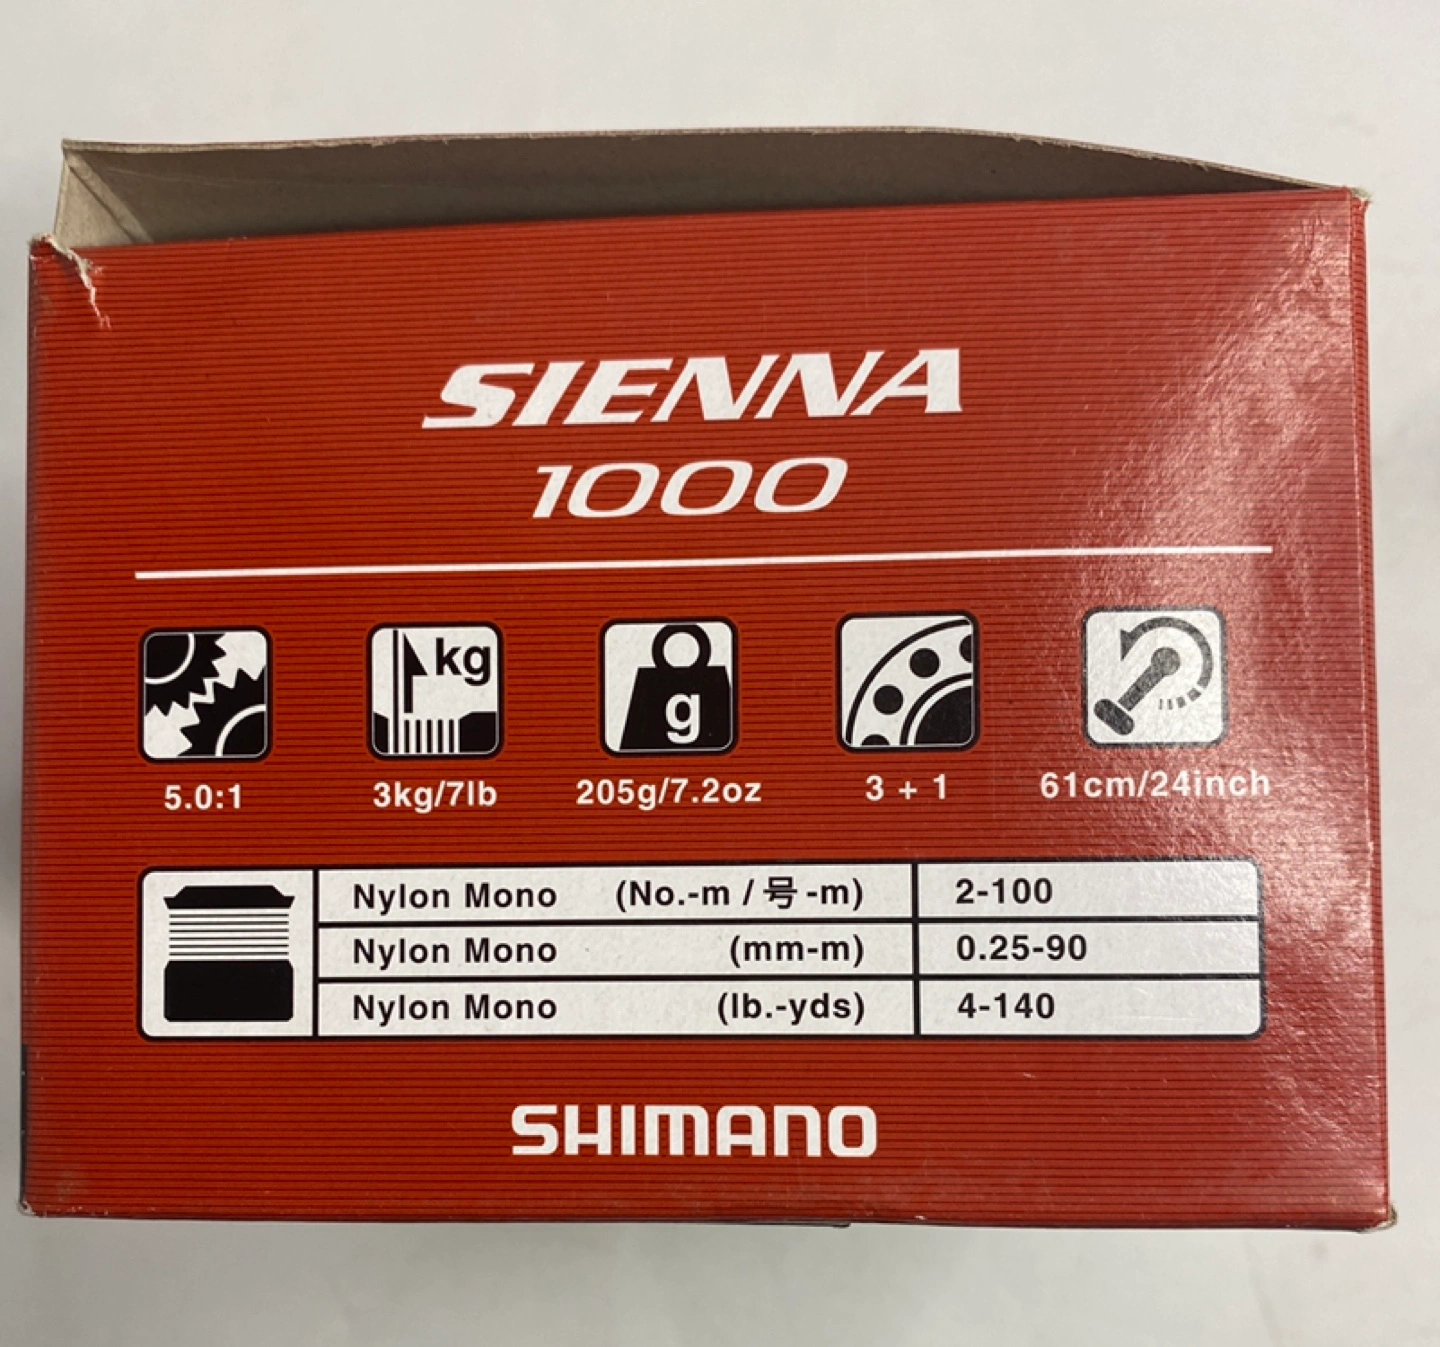 SIENNA
1000
kg
g
5.0:1 3kg/7lb 205g/7.2oz 3 + 1 61cm/24inch
Nylon Mono (No.-m / 号 -m) 2-100
Nylon Mono (mm-m) 0.25-90
Nylon Mono (lb.-yds) 4-140
SHIMANO